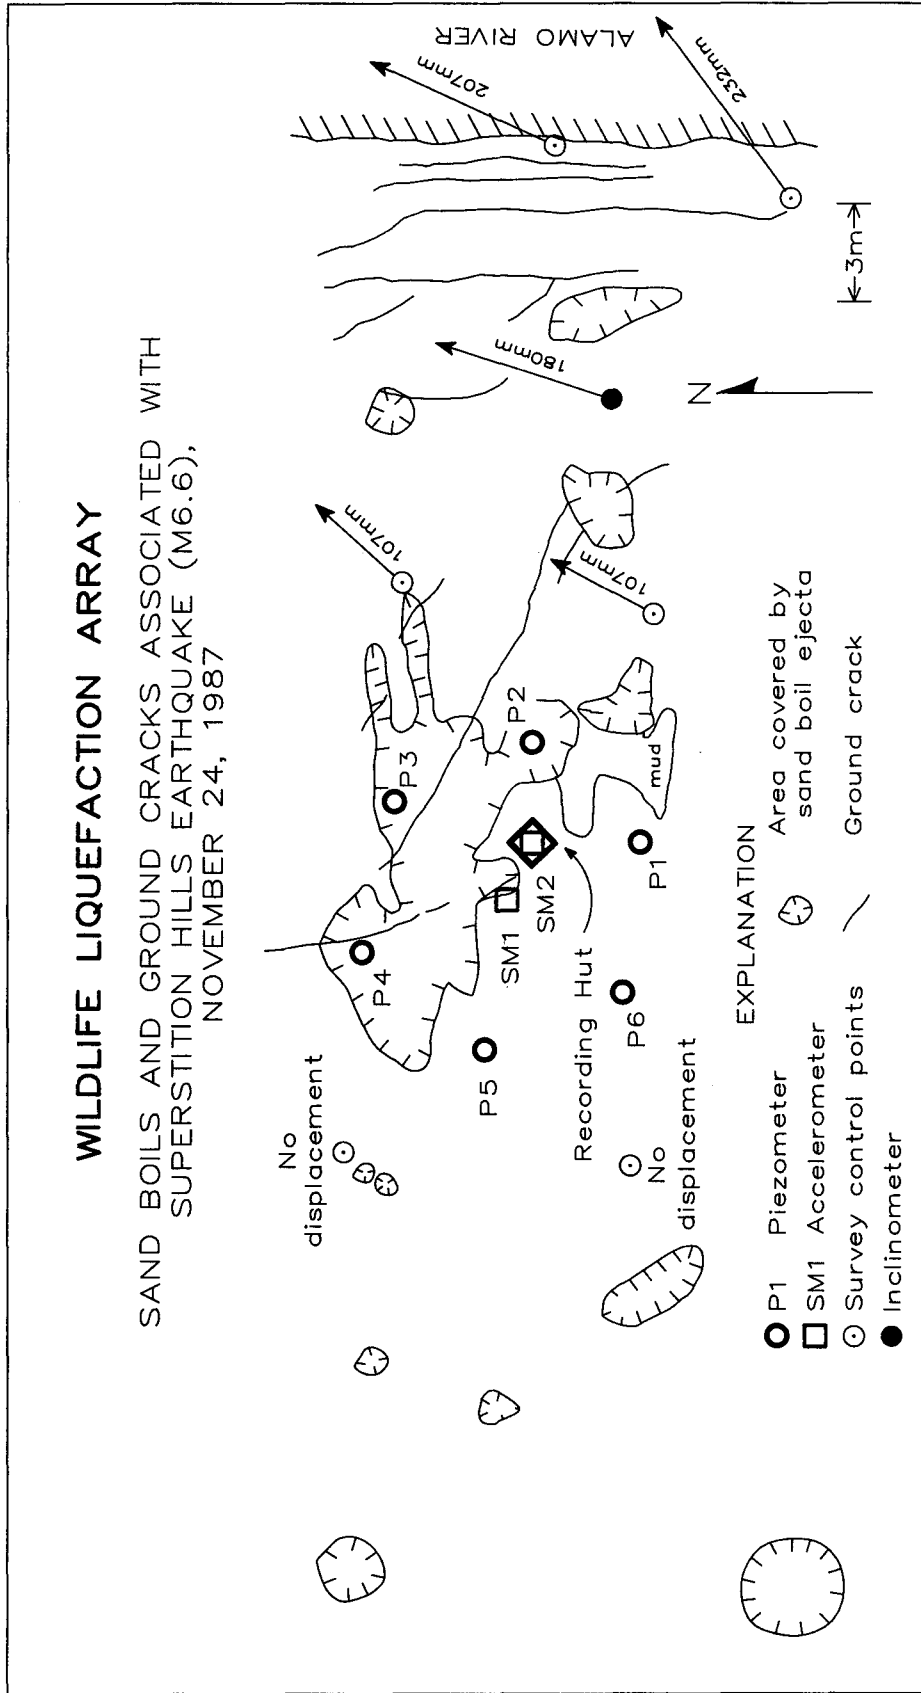 WILDLIFE LIQUEFACTION ARRAY
SAND BOILS AND GROUND CRACKS ASSOCIATED WITH
SUPERSTITION HILLS EARTHQUAKE (M6.6),
NOVEMBER 24, 1987
No
displacement
P4
P3
107mm
180mm
207mm
ALAMO RIVER
P5
SM1
SM2
P2
Recording Hut
P6
P1
mud
107mm
No
displacement
232mm
N
3m
EXPLANATION
P1 Piezometer
SM1 Accelerometer
Survey control points
Inclinometer
Area covered by
sand boil ejecta
Ground crack